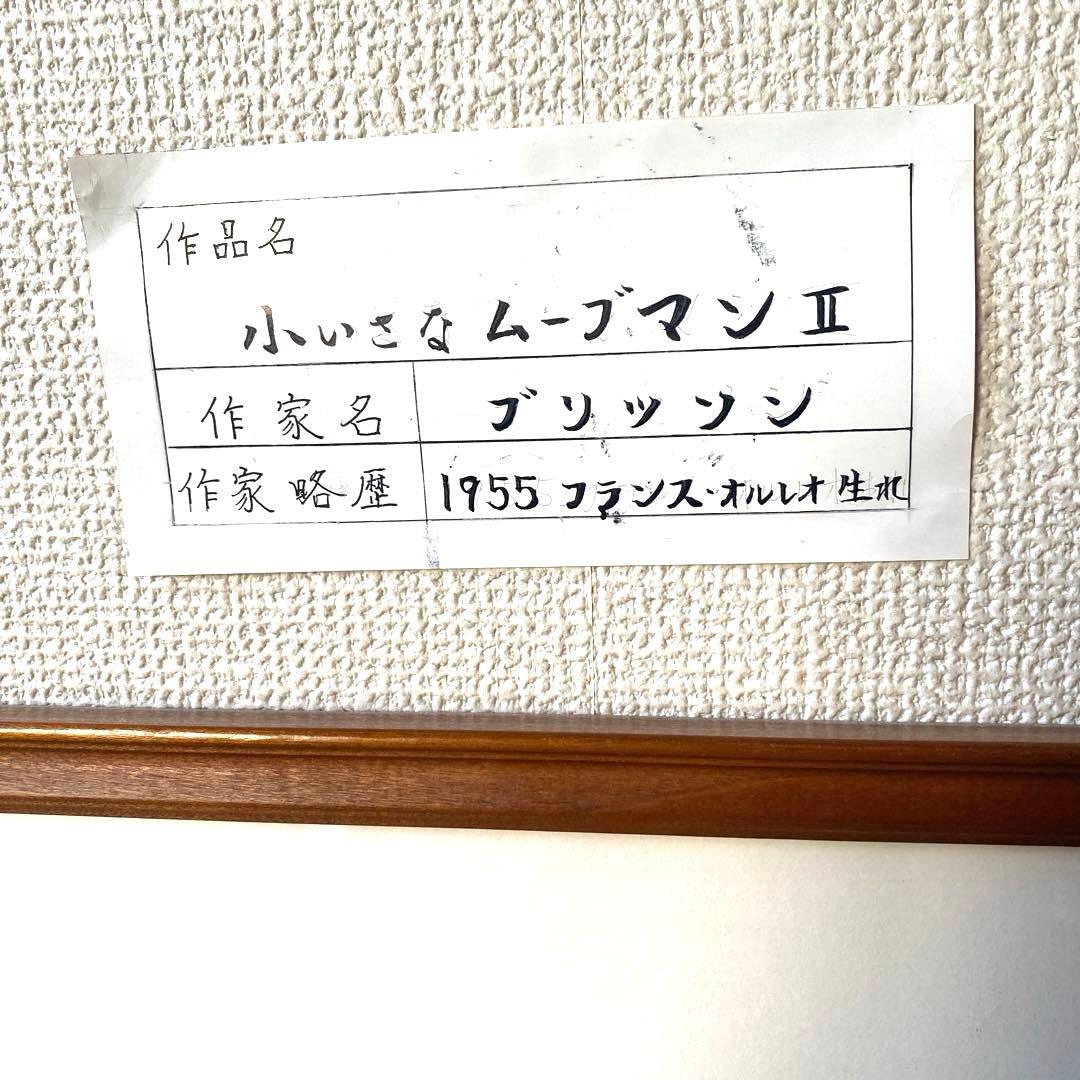 作品名
小いさなムーブマンⅡ
作家名 ブリッソン
作家略歴 1955 フランス・オルレオ生れ